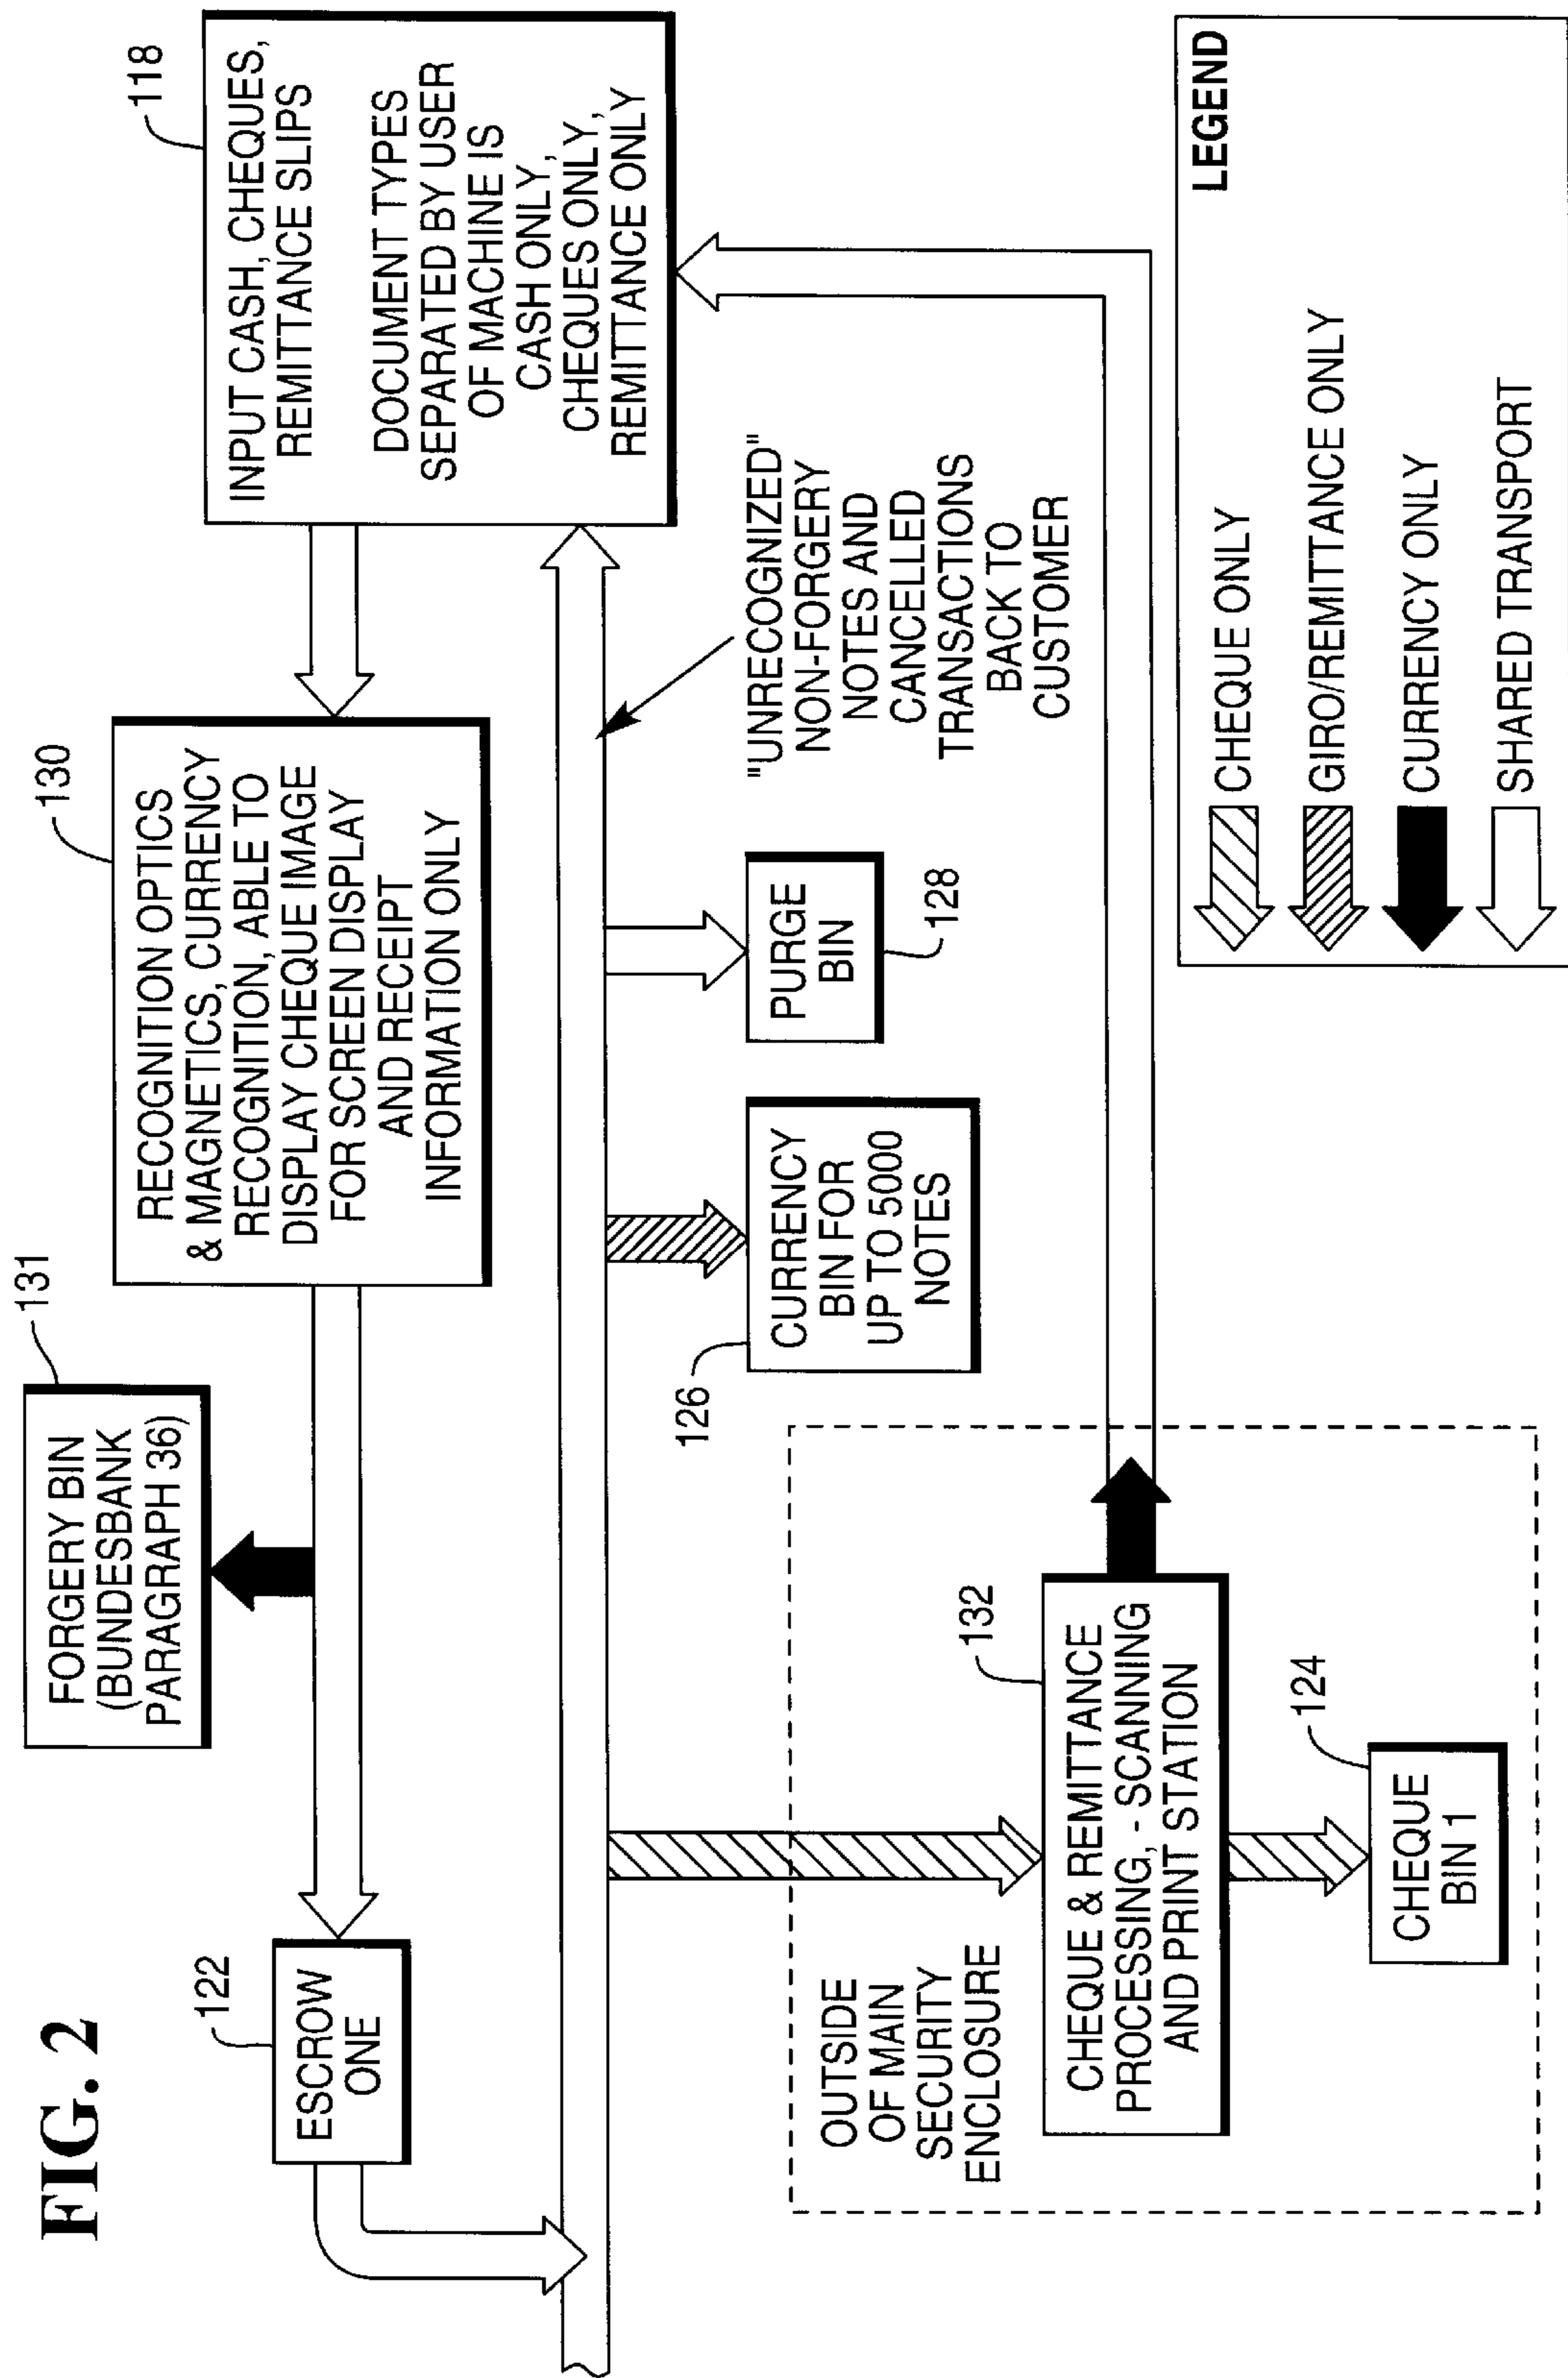 FIG. 2
FORGERY BIN
(BUNDESBANK
PARAGRAPH 36)
131
122
ESCROW
ONE
130
RECOGNITION OPTICS
& MAGNETICS, CURRENCY
RECOGNITION, ABLE TO
DISPLAY CHEQUE IMAGE
FOR SCREEN DISPLAY
AND RECEIPT
INFORMATION ONLY
118
INPUT CASH, CHEQUES,
REMITTANCE SLIPS
DOCUMENT TYPES
SEPARATED BY USER
OF MACHINE IS
CASH ONLY,
CHEQUES ONLY,
REMITTANCE ONLY
"UNRECOGNIZED"
NON-FORGERY
NOTES AND
CANCELLED
TRANSACTIONS
BACK TO
CUSTOMER
126
CURRENCY
BIN FOR
UP TO 5000
NOTES
PURGE
BIN
128
OUTSIDE
OF MAIN
SECURITY
ENCLOSURE
132
CHEQUE & REMITTANCE
PROCESSING, - SCANNING
AND PRINT STATION
124
CHEQUE
BIN 1
LEGEND
CHEQUE ONLY
GIRO/REMITTANCE ONLY
CURRENCY ONLY
SHARED TRANSPORT